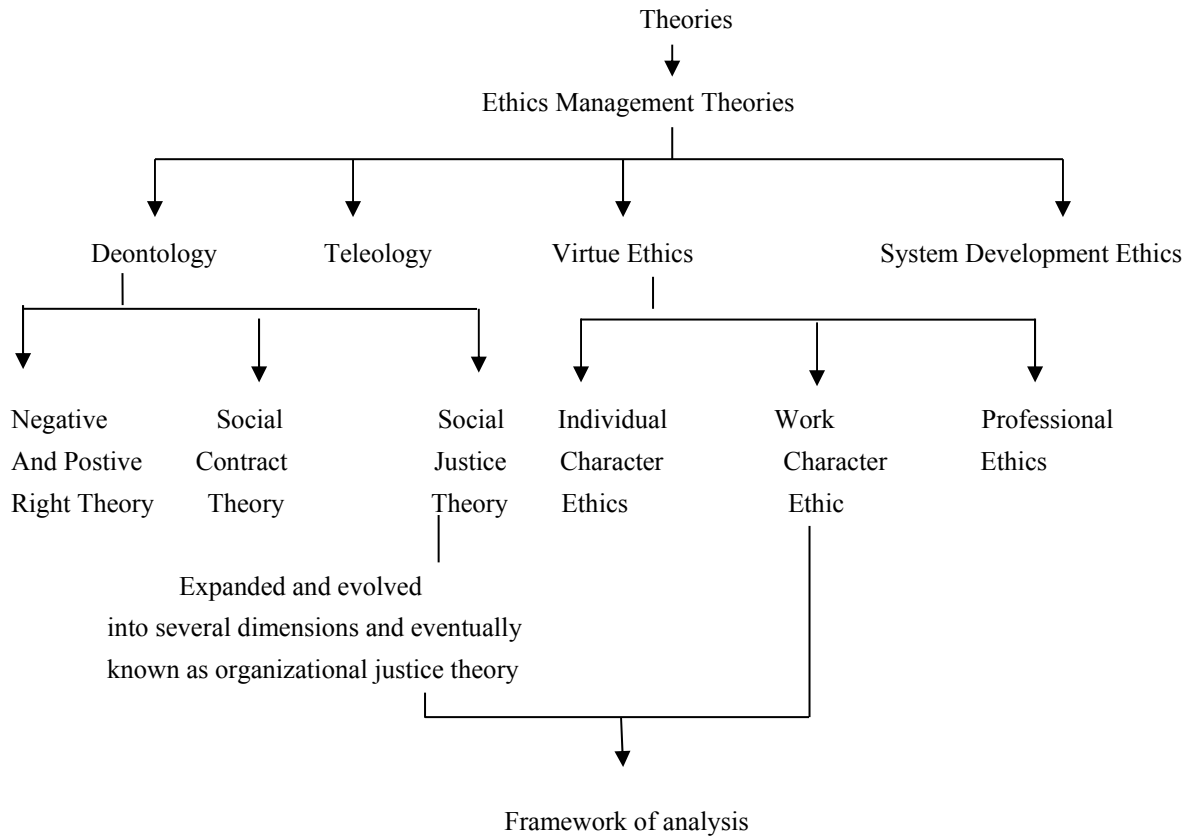 Theories
Ethics Management Theories
Deontology
Teleology
Virtue Ethics
System Development Ethics
Negative
And Postive
Right Theory
Social
Contract
Theory
Social
Justice
Theory
Individual
Character
Ethics
Work
Character
Ethic
Professional
Ethics
Expanded and evolved
into several dimensions and eventually
known as organizational justice theory
Framework of analysis